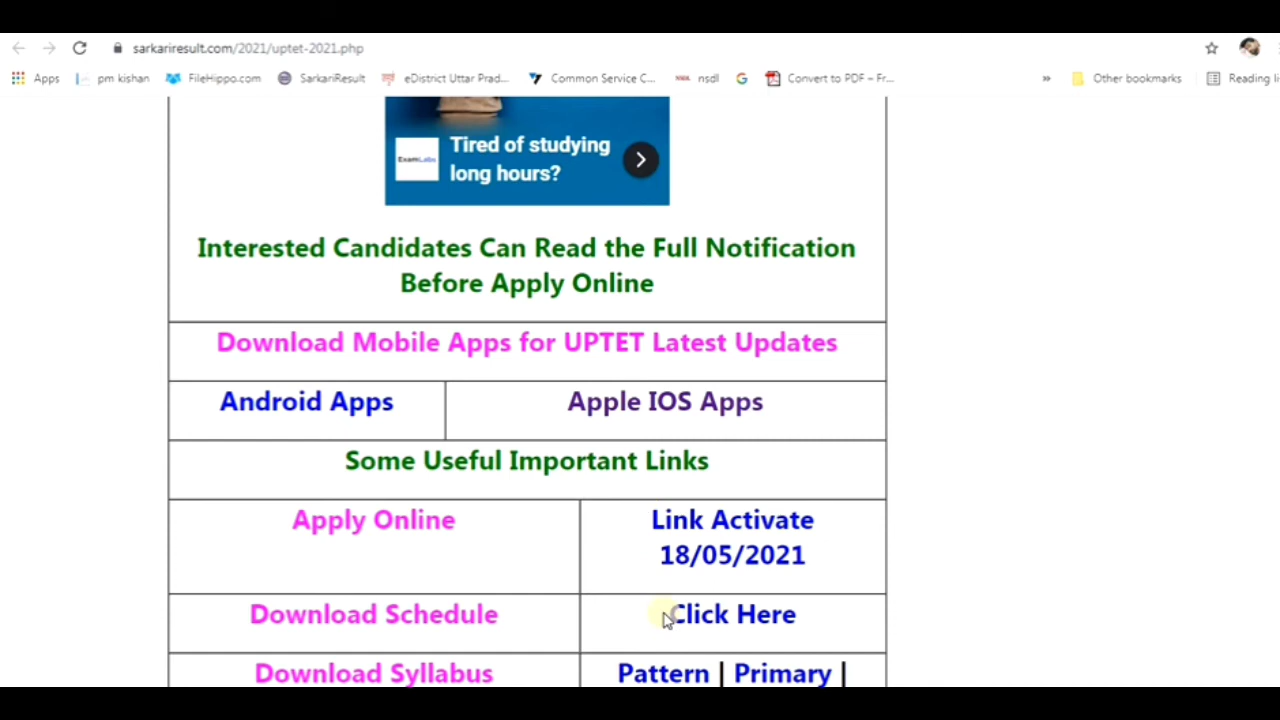 sarkariresult.com/2021/uptet-2021.php
Apps pm kishan FileHippo.com SarkariResult eDistrict Uttar Prad... Common Service C... nsdl Convert to PDF – Fr... » Other bookmarks Reading li
ExamLabs
Tired of studying
long hours?
Interested Candidates Can Read the Full Notification
Before Apply Online
Download Mobile Apps for UPTET Latest Updates
Android Apps Apple IOS Apps
Some Useful Important Links
Apply Online Link Activate
18/05/2021
Download Schedule Click Here
Download Syllabus Pattern | Primary |